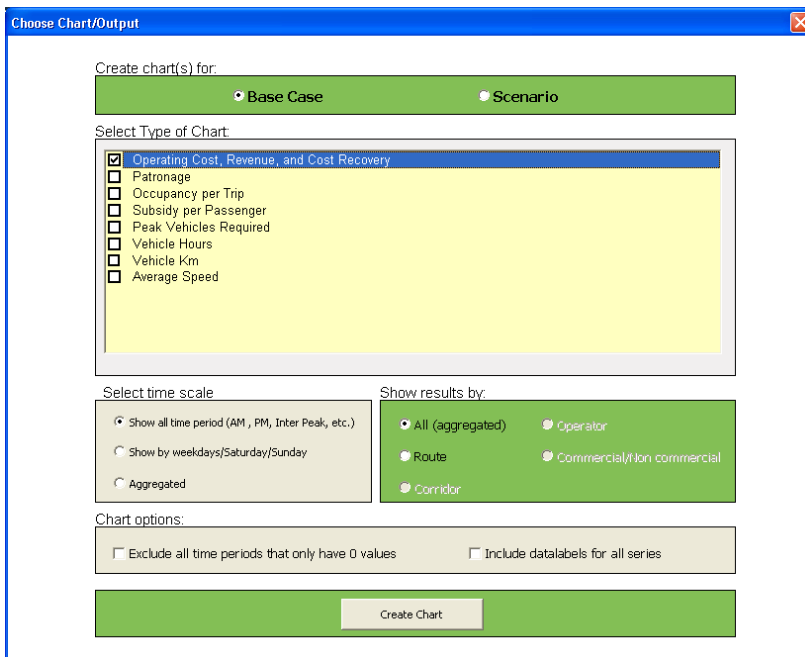 Choose Chart/Output
Create chart(s) for:
Base Case
Scenario
Select Type of Chart:
Operating Cost, Revenue, and Cost Recovery
Patronage
Occupancy per Trip
Subsidy per Passenger
Peak Vehicles Required
Vehicle Hours
Vehicle Km
Average Speed
Select time scale
Show all time period (AM , PM, Inter Peak, etc.)
Show by weekdays/Saturday/Sunday
Aggregated
Show results by:
All (aggregated)
Operator
Route
Commercial/Non commercial
Corridor
Chart options:
Exclude all time periods that only have 0 values
Include datalabels for all series
Create Chart